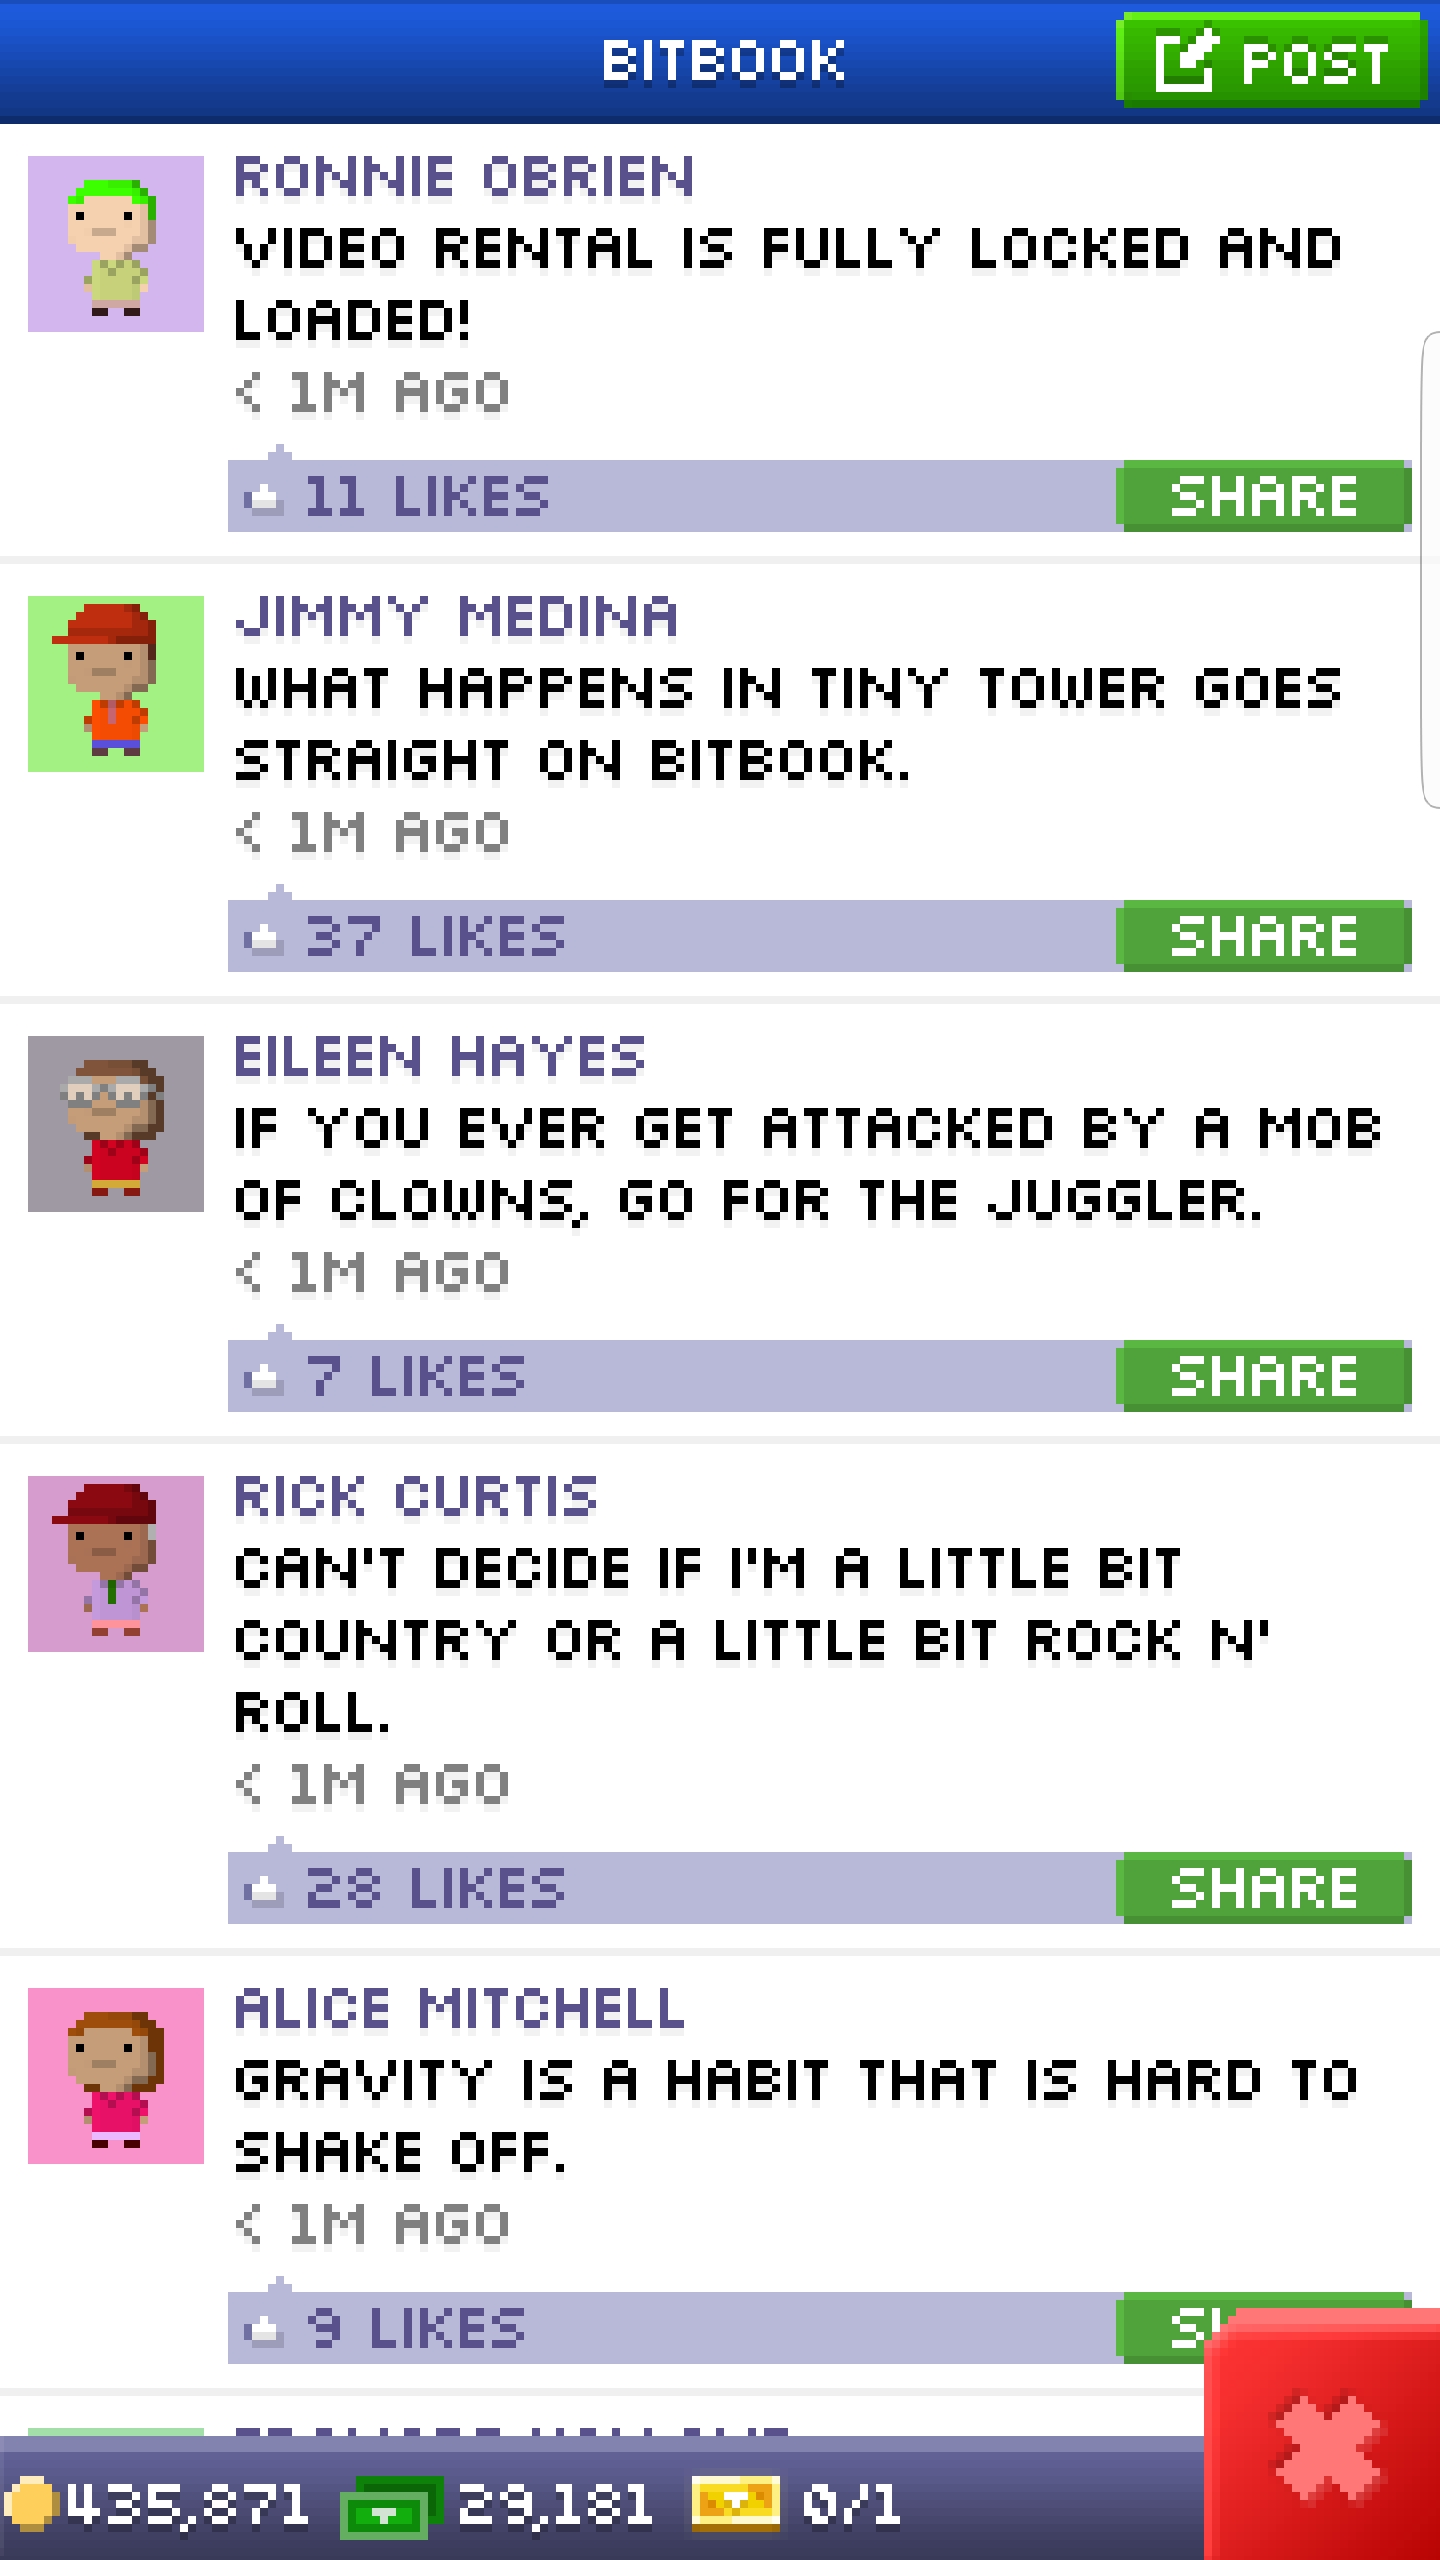 BITBOOK
POST
RONNIE OBRIEN
VIDEO RENTAL IS FULLY LOCKED AND
LOADED!
< 1M AGO
11 LIKES
SHARE
JIMMY MEDINA
WHAT HAPPENS IN TINY TOWER GOES
STRAIGHT ON BITBOOK.
< 1M AGO
37 LIKES
SHARE
EILEEN HAYES
IF YOU EVER GET ATTACKED BY A MOB
OF CLOWNS, GO FOR THE JUGGLER.
< 1M AGO
7 LIKES
SHARE
RICK CURTIS
CAN'T DECIDE IF I'M A LITTLE BIT
COUNTRY OR A LITTLE BIT ROCK N'
ROLL.
< 1M AGO
28 LIKES
SHARE
ALICE MITCHELL
GRAVITY IS A HABIT THAT IS HARD TO
SHAKE OFF.
< 1M AGO
9 LIKES
435,871
29,181
0/1